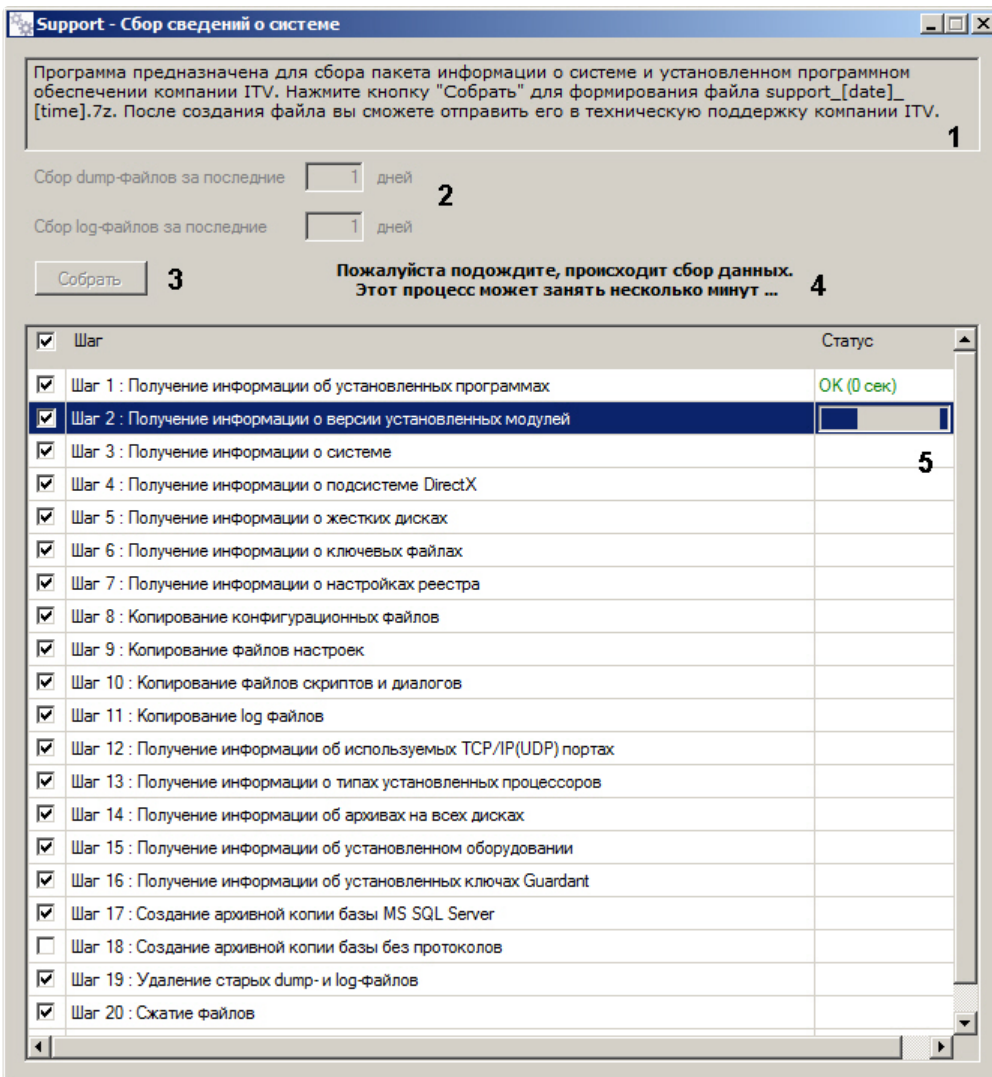 Support - Сбор сведений о системе
Программа предназначена для сбора пакета информации о системе и установленном программном
обеспечении компании ITV. Нажмите кнопку "Собрать" для формирования файла support_[date]_
[time].7z. После создания файла вы сможете отправить его в техническую поддержку компании ITV.
1
Сбор dump-файлов за последние 1 дней
2
Сбор log-файлов за последние 1 дней
Собрать 3
Пожалуйста подождите, происходит сбор данных.
Этот процесс может занять несколько минут ...
4
Шаг Статус
Шаг 1 : Получение информации об установленных программах OK (0 сек)
Шаг 2 : Получение информации о версии установленных модулей
Шаг 3 : Получение информации о системе
5
Шаг 4 : Получение информации о подсистеме DirectX
Шаг 5 : Получение информации о жестких дисках
Шаг 6 : Получение информации о ключевых файлах
Шаг 7 : Получение информации о настройках реестра
Шаг 8 : Копирование конфигурационных файлов
Шаг 9 : Копирование файлов настроек
Шаг 10 : Копирование файлов скриптов и диалогов
Шаг 11 : Копирование log файлов
Шаг 12 : Получение информации об используемых TCP/IP(UDP) портах
Шаг 13 : Получение информации о типах установленных процессоров
Шаг 14 : Получение информации об архивах на всех дисках
Шаг 15 : Получение информации об установленном оборудовании
Шаг 16 : Получение информации об установленных ключах Guardant
Шаг 17 : Создание архивной копии базы MS SQL Server
Шаг 18 : Создание архивной копии базы без протоколов
Шаг 19 : Удаление старых dump- и log-файлов
Шаг 20 : Сжатие файлов